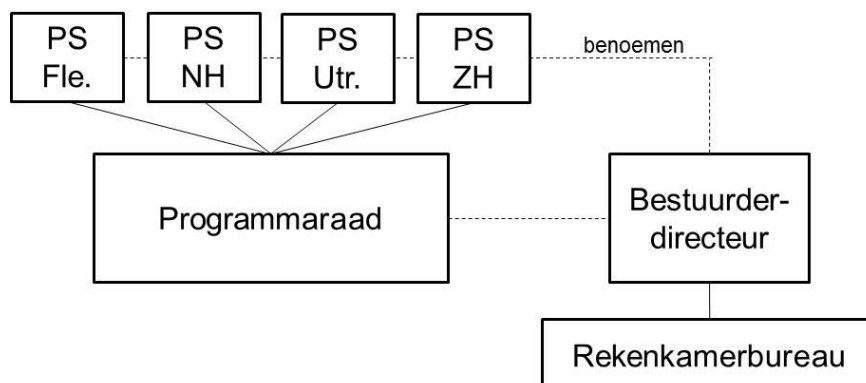 PS
Fle.
PS
NH
PS
Utr.
PS
ZH
benoemen
Programmaraad
Bestuurder-
directeur
Rekenkamerbureau